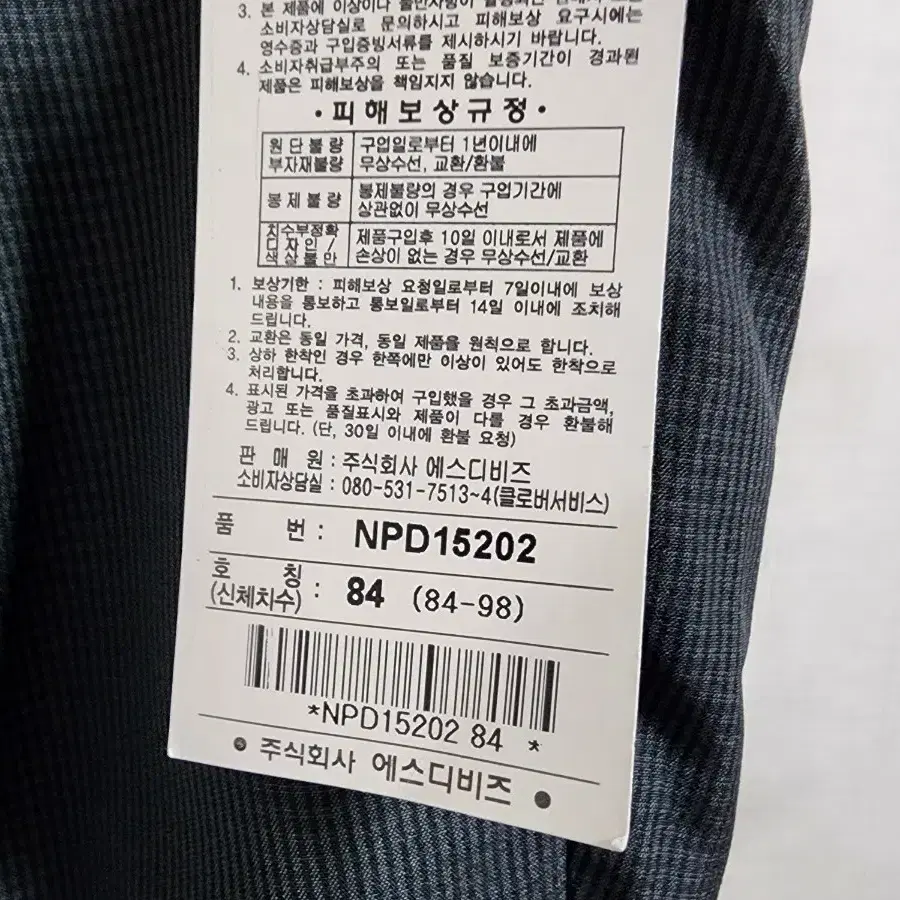 3. 본 제품에 이상이나
소비자상담실로 문의하시고 피해보상 요구시에는
영수증과 구입증빙서류를 제시하시기 바랍니다.
4. 소비자취급부주의 또는 품질 보증기간이 경과된
제품은 피해보상을 책임지지 않습니다.
• 피해보상규정 •
원단불량 구입일로부터 1년이내에
부자재불량 무상수선, 교환/환불
봉제불량 봉제불량의 경우 구입기간에
상관없이 무상수선
치수부정확
디자인/ 제품구입후 10일 이내로서 제품에
색상불만 손상이 없는 경우 무상수선/교환
1. 보상기한 : 피해보상 요청일로부터 7일이내에 보상
내용을 통보하고 통보일로부터 14일 이내에 조치해
드립니다.
2. 교환은 동일 가격, 동일 제품을 원칙으로 합니다.
3. 상하 한착인 경우 한쪽에만 이상이 있어도 한착으로
처리합니다.
4. 표시된 가격을 초과하여 구입했을 경우 그 초과금액,
광고 또는 품질표시와 제품이 다를 경우 환불해
드립니다. (단, 30일 이내에 환불 요청)
판 매 원 : 주식회사 에스디비즈
소비자상담실 : 080-531-7513~4(클로버서비스)
품 번 : NPD15202
호 칭
(신체치수) : 84 (84-98)
*NPD15202 84 *
• 주식회사 에스디비즈 •